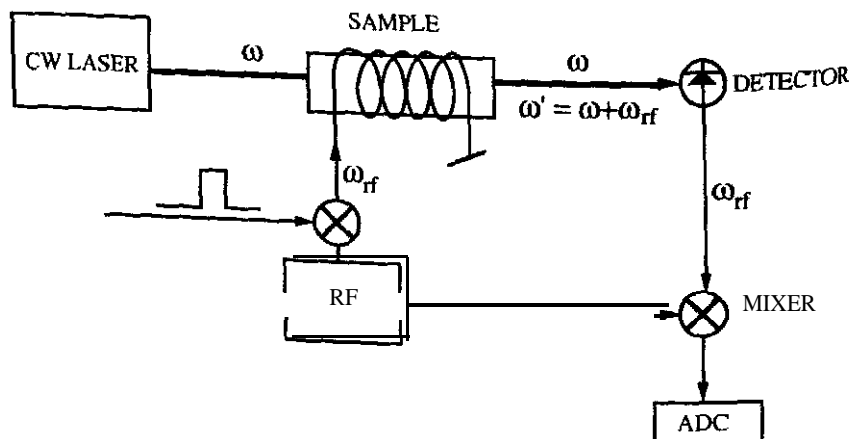 SAMPLE
CW LASER
ω
ω
ω' = ω+ω_rf
DETECTOR
ω_rf
ω_rf
RF
MIXER
ADC